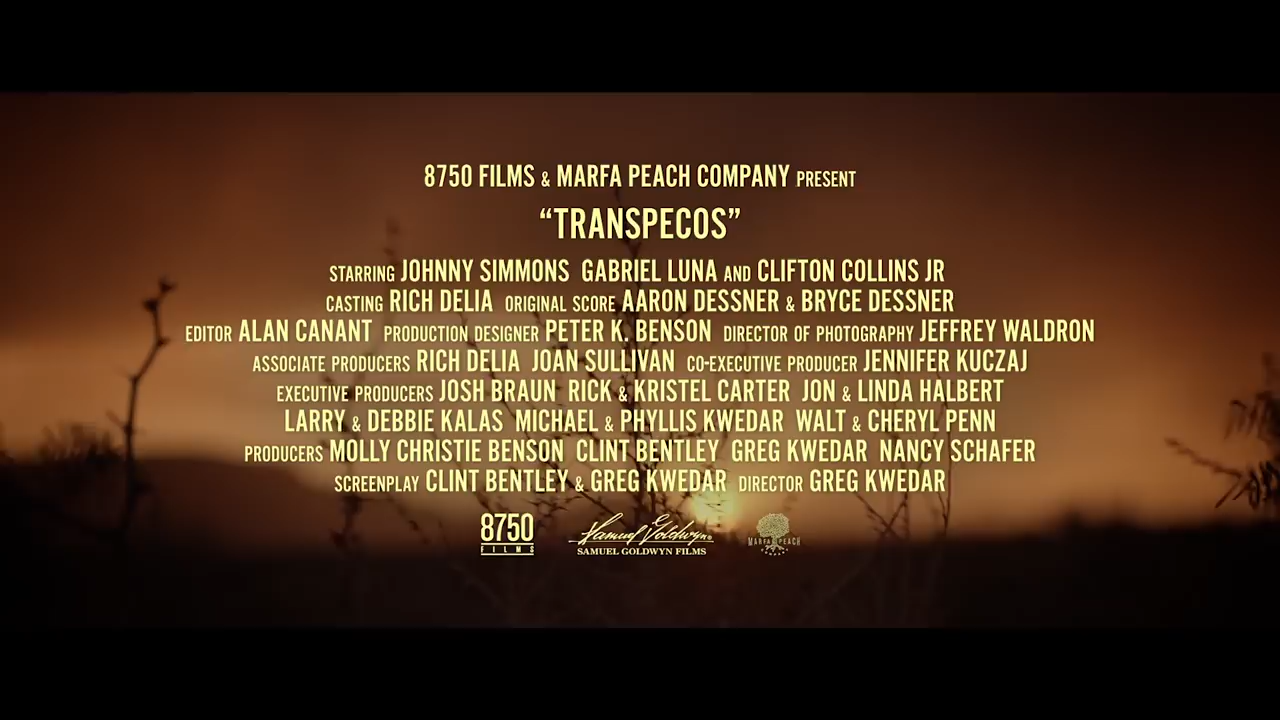 8750 FILMS & MARFA PEACH COMPANY PRESENT
“TRANSPECOS”
STARRING JOHNNY SIMMONS GABRIEL LUNA AND CLIFTON COLLINS JR
CASTING RICH DELIA ORIGINAL SCORE AARON DESSNER & BRYCE DESSNER
EDITOR ALAN CANANT PRODUCTION DESIGNER PETER K. BENSON DIRECTOR OF PHOTOGRAPHY JEFFREY WALDRON
ASSOCIATE PRODUCERS RICH DELIA JOAN SULLIVAN CO-EXECUTIVE PRODUCER JENNIFER KUCZAJ
EXECUTIVE PRODUCERS JOSH BRAUN RICK & KRISTEL CARTER JON & LINDA HALBERT
LARRY & DEBBIE KALAS MICHAEL & PHYLLIS KWEDAR WALT & CHERYL PENN
PRODUCERS MOLLY CHRISTIE BENSON CLINT BENTLEY GREG KWEDAR NANCY SCHAFER
SCREENPLAY CLINT BENTLEY & GREG KWEDAR DIRECTOR GREG KWEDAR
8750 Samuel Goldwyn
FILMS SAMUEL GOLDWYN FILMS MARFA PEACH